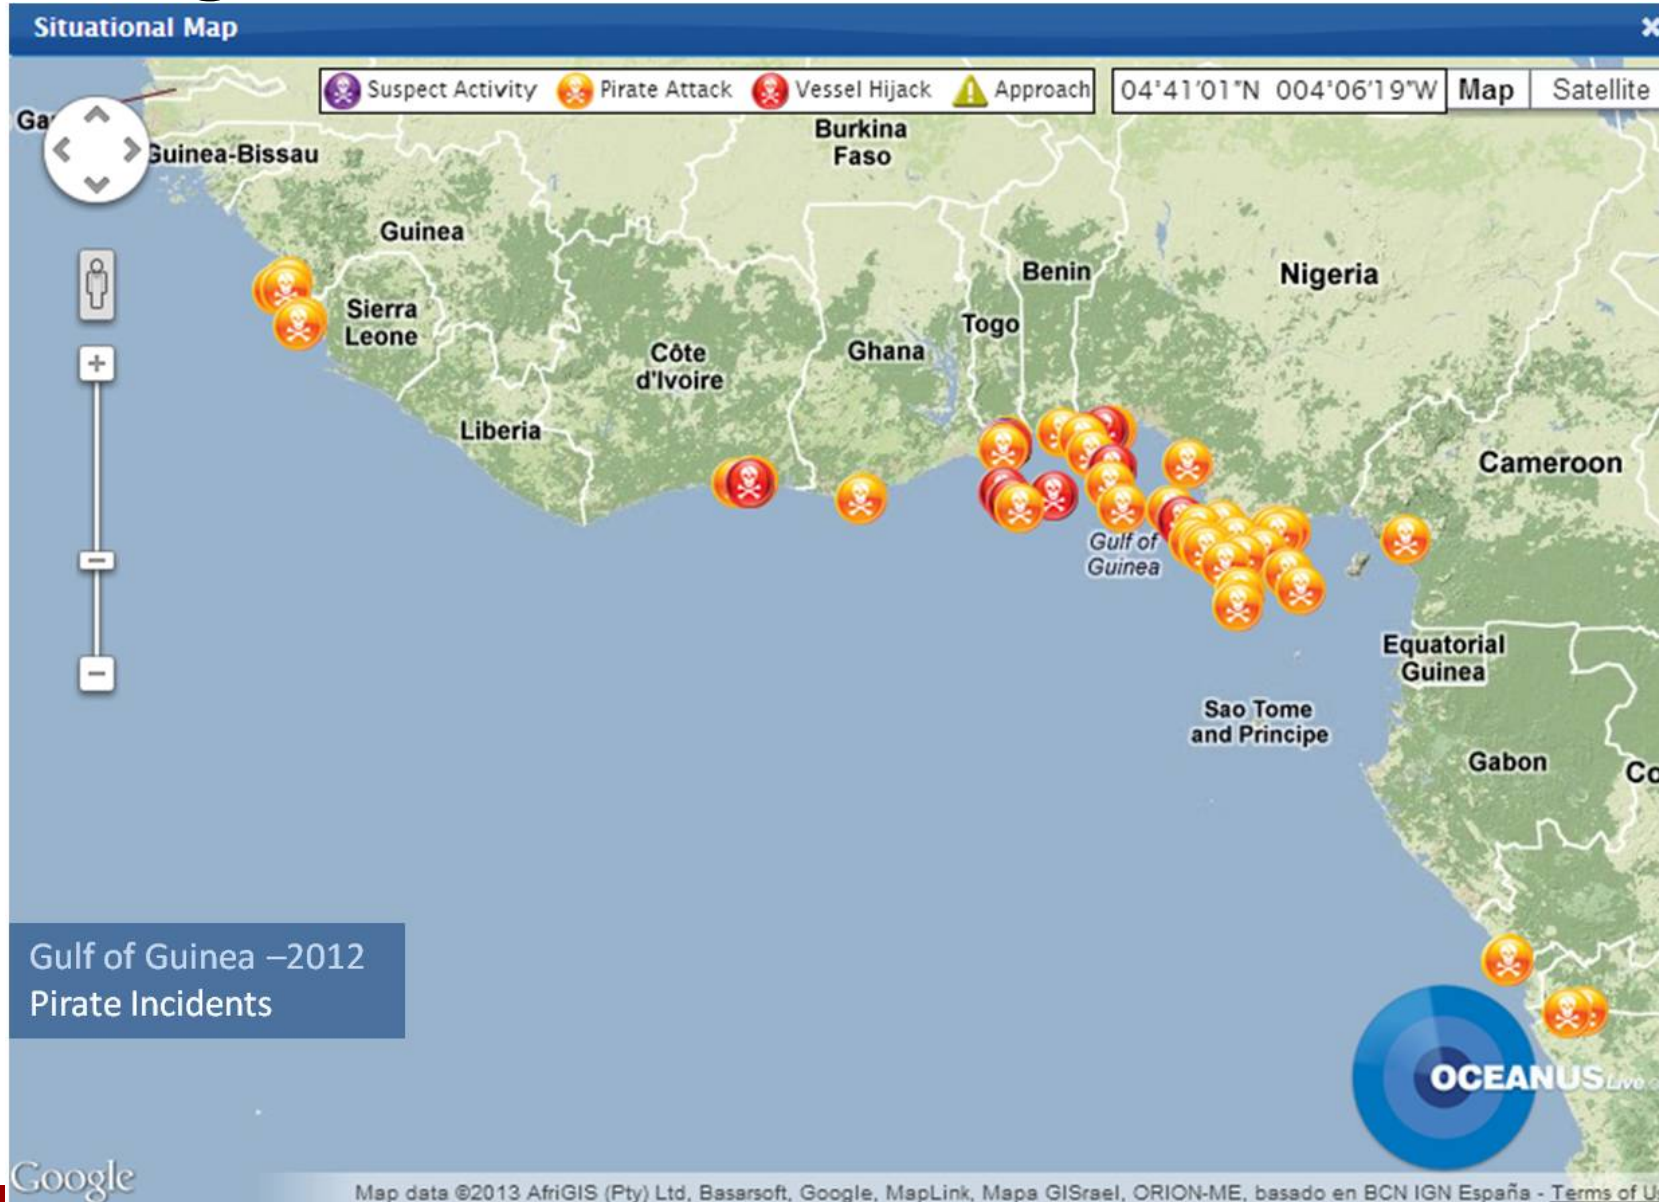 Situational Map
Suspect Activity
Pirate Attack
Vessel Hijack
Approach
04°41'01"N 004°06'19"W
Map
Satellite
Burkina
Faso
Guinea-Bissau
Guinea
Sierra
Leone
Liberia
Côte
d'Ivoire
Ghana
Togo
Benin
Nigeria
Cameroon
Gulf of
Guinea
Equatorial
Guinea
Sao Tome
and Principe
Gabon
Gulf of Guinea –2012
Pirate Incidents
OCEANUS Live
Google
Map data ©2013 AfriGIS (Pty) Ltd, Basarsoft, Google, MapLink, Mapa GISrael, ORION-ME, basado en BCN IGN España - Terms of U